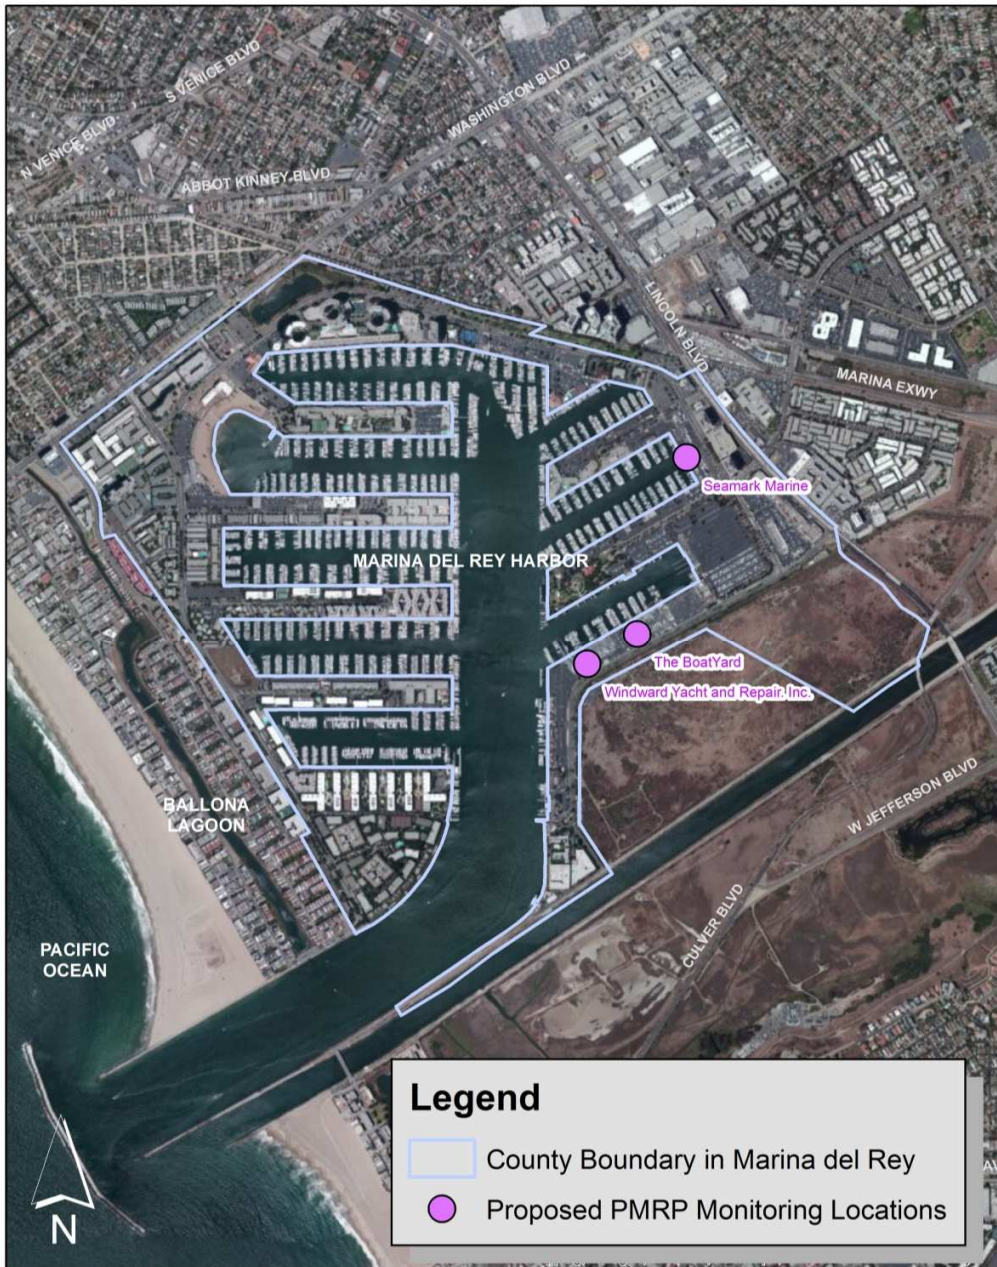 S VENICE BLVD
N VENICE BLVD
WASHINGTON BLVD
ABBOT KINNEY BLVD
LINCOLN BLVD
MARINA EXWY
Seamark Marine
MARINA DEL REY HARBOR
The BoatYard
Windward Yacht and Repair. Inc.
BALLONA
LAGOON
W JEFFERSON BLVD
CULVER BLVD
PACIFIC
OCEAN
Legend
County Boundary in Marina del Rey
Proposed PMRP Monitoring Locations
N